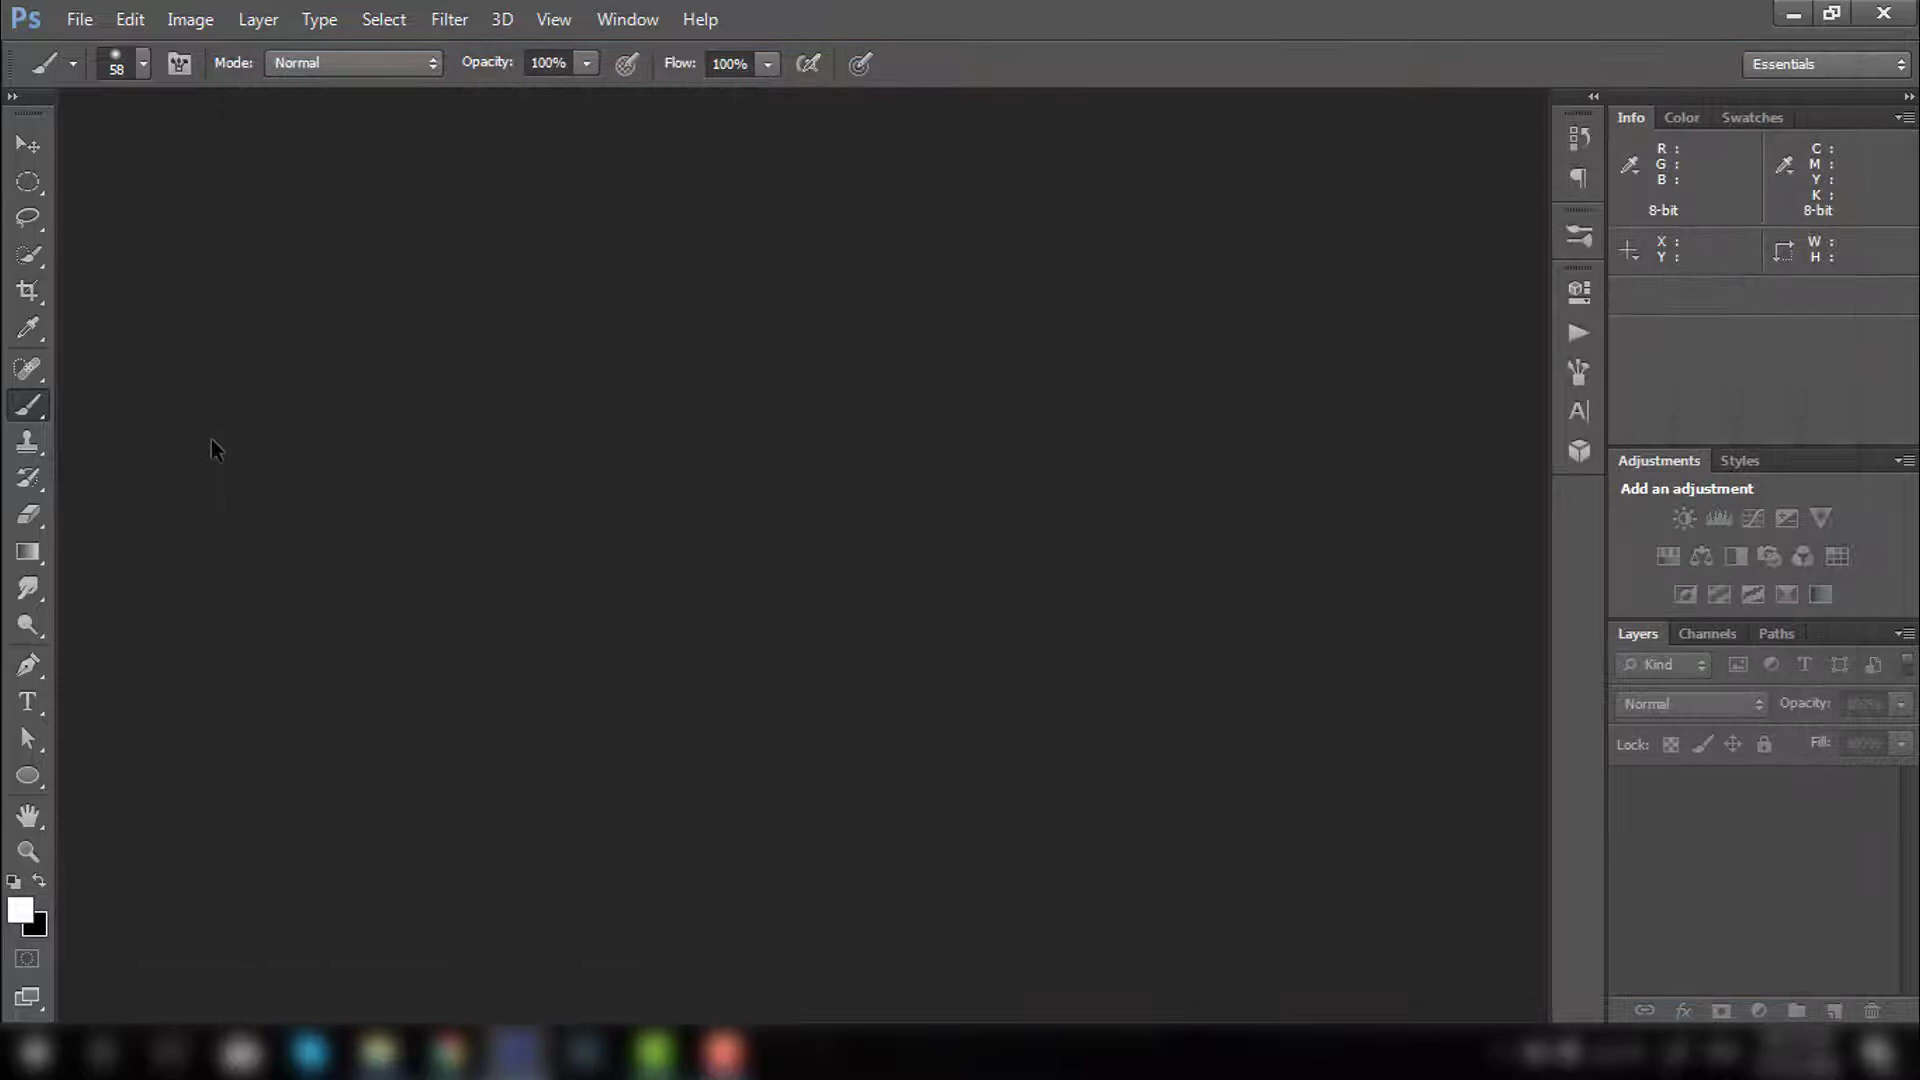 Ps File Edit Image Layer Type Select Filter 3D View Window Help
58 Mode: Normal Opacity: 100% Flow: 100% Essentials
Info Color Swatches
R : C :
G : M :
B : Y :
K :
8-bit 8-bit
X : W :
Y : H :
Adjustments Styles
Add an adjustment
Layers Channels Paths
Kind
Normal Opacity: 100%
Lock: Fill: 100%